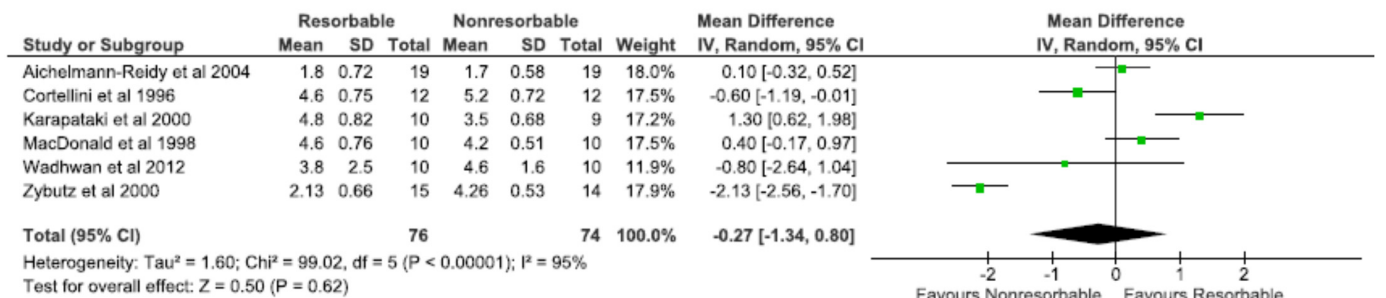 Resorbable Nonresorbable Mean Difference Mean Difference
Study or Subgroup Mean SD Total Mean SD Total Weight IV, Random, 95% CI IV, Random, 95% CI
Aichelmann-Reidy et al 2004 1.8 0.72 19 1.7 0.58 19 18.0% 0.10 [-0.32, 0.52]
Cortellini et al 1996 4.6 0.75 12 5.2 0.72 12 17.5% -0.60 [-1.19, -0.01]
Karapataki et al 2000 4.8 0.82 10 3.5 0.68 9 17.2% 1.30 [0.62, 1.98]
MacDonald et al 1998 4.6 0.76 10 4.2 0.51 10 17.5% 0.40 [-0.17, 0.97]
Wadhwan et al 2012 3.8 2.5 10 4.6 1.6 10 11.9% -0.80 [-2.64, 1.04]
Zybutz et al 2000 2.13 0.66 15 4.26 0.53 14 17.9% -2.13 [-2.56, -1.70]
Total (95% CI) 76 74 100.0% -0.27 [-1.34, 0.80]
Heterogeneity: Tau² = 1.60; Chi² = 99.02, df = 5 (P < 0.00001); I² = 95%
Test for overall effect: Z = 0.50 (P = 0.62)
-2 -1 0 1 2
Favours Nonresorbable Favours Resorbable